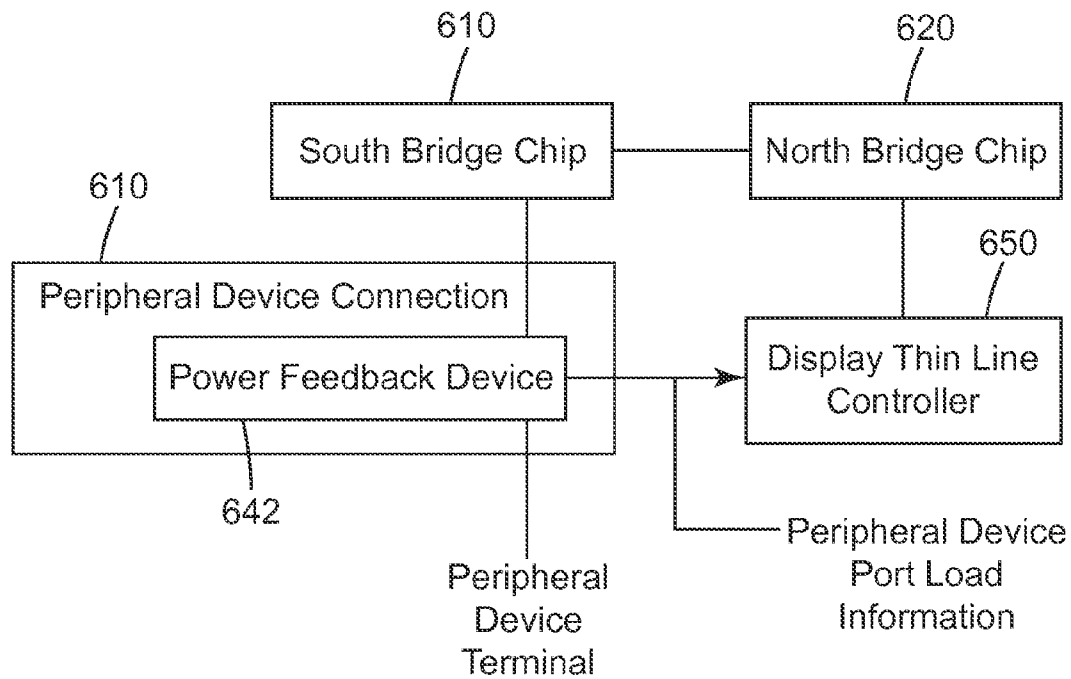 610
620
South Bridge Chip
North Bridge Chip
610
650
Peripheral Device Connection
Power Feedback Device
Display Thin Line
Controller
642
Peripheral
Device
Terminal
Peripheral Device
Port Load
Information